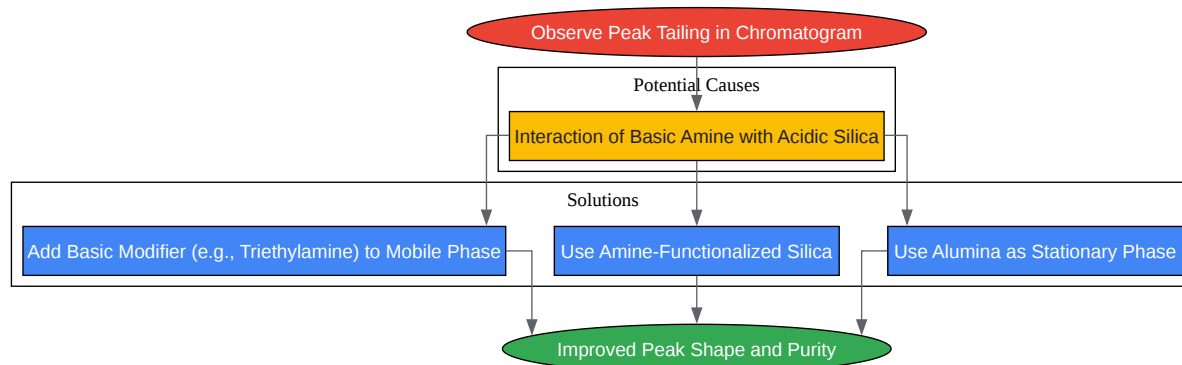 Observe Peak Tailing in Chromatogram
Potential Causes
Interaction of Basic Amine with Acidic Silica
Solutions
Add Basic Modifier (e.g., Triethylamine) to Mobile Phase
Use Amine-Functionalized Silica
Use Alumina as Stationary Phase
Improved Peak Shape and Purity